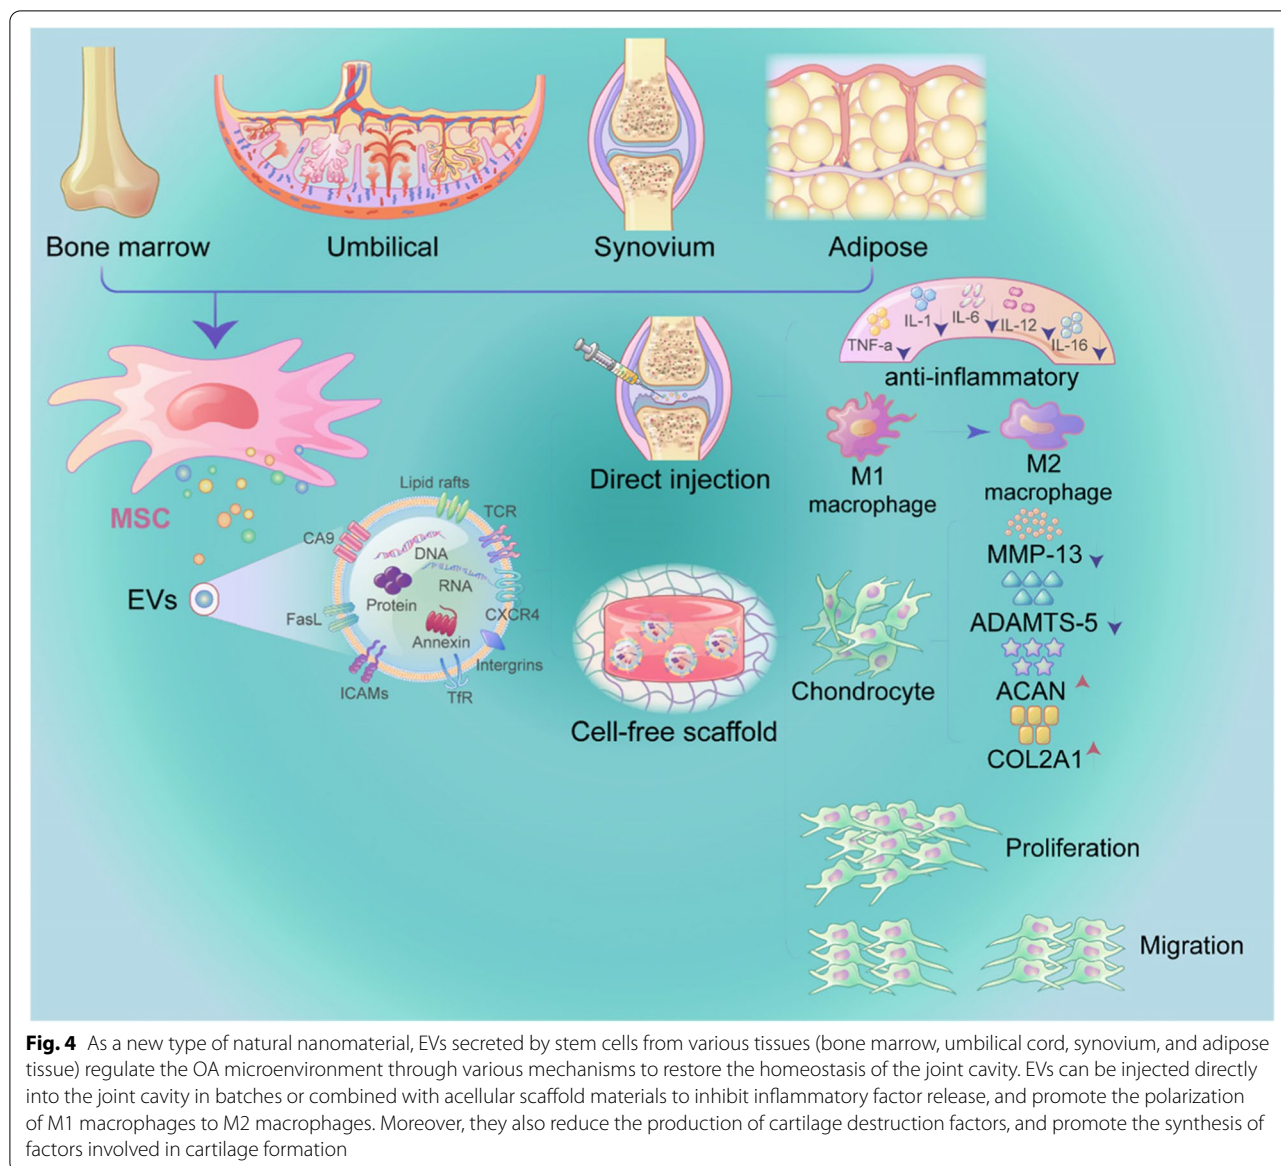 Bone marrow
Umbilical
Synovium
Adipose
TNF-a
IL-1
IL-6
IL-12
IL-16
anti-inflammatory
M1
macrophage
M2
macrophage
Direct injection
MSC
EVs
Lipid rafts
TCR
CA9
DNA
RNA
Protein
CXCR4
FasL
Annexin
Intergrins
ICAMs
TfR
Cell-free scaffold
Chondrocyte
MMP-13
ADAMTS-5
ACAN
COL2A1
Proliferation
Migration
Fig. 4 As a new type of natural nanomaterial, EVs secreted by stem cells from various tissues (bone marrow, umbilical cord, synovium, and adipose
tissue) regulate the OA microenvironment through various mechanisms to restore the homeostasis of the joint cavity. EVs can be injected directly
into the joint cavity in batches or combined with acellular scaffold materials to inhibit inflammatory factor release, and promote the polarization
of M1 macrophages to M2 macrophages. Moreover, they also reduce the production of cartilage destruction factors, and promote the synthesis of
factors involved in cartilage formation